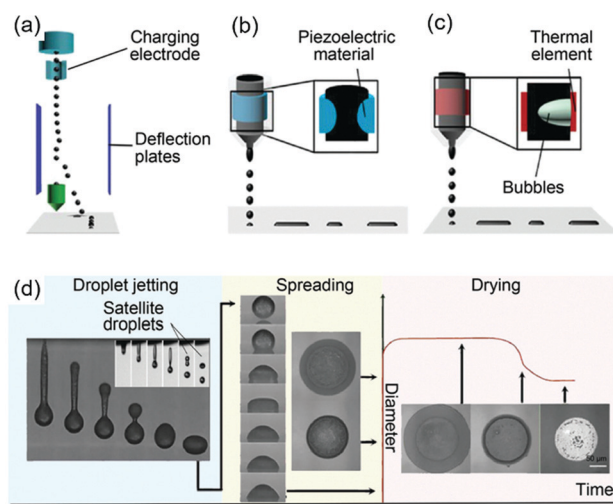 (a)
Charging
electrode
Deflection
plates
(b)
Piezoelectric
material
(c)
Thermal
element
Bubbles
(d)
Droplet jetting
Satellite
droplets
Spreading
Drying
Diameter
50 μm
Time